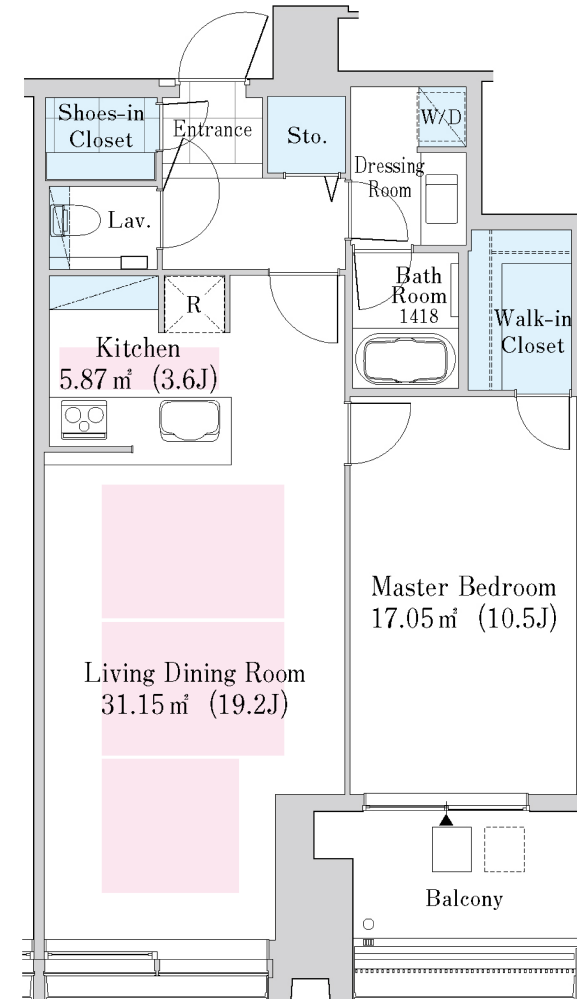 Shoes-in
Closet
Entrance
Sto.
W/D
Dressing
Room
Lav.
R
Bath
Room
1418
Walk-in
Closet
Kitchen
5.87㎡ (3.6J)
Master Bedroom
17.05㎡ (10.5J)
Living Dining Room
31.15㎡ (19.2J)
Balcony